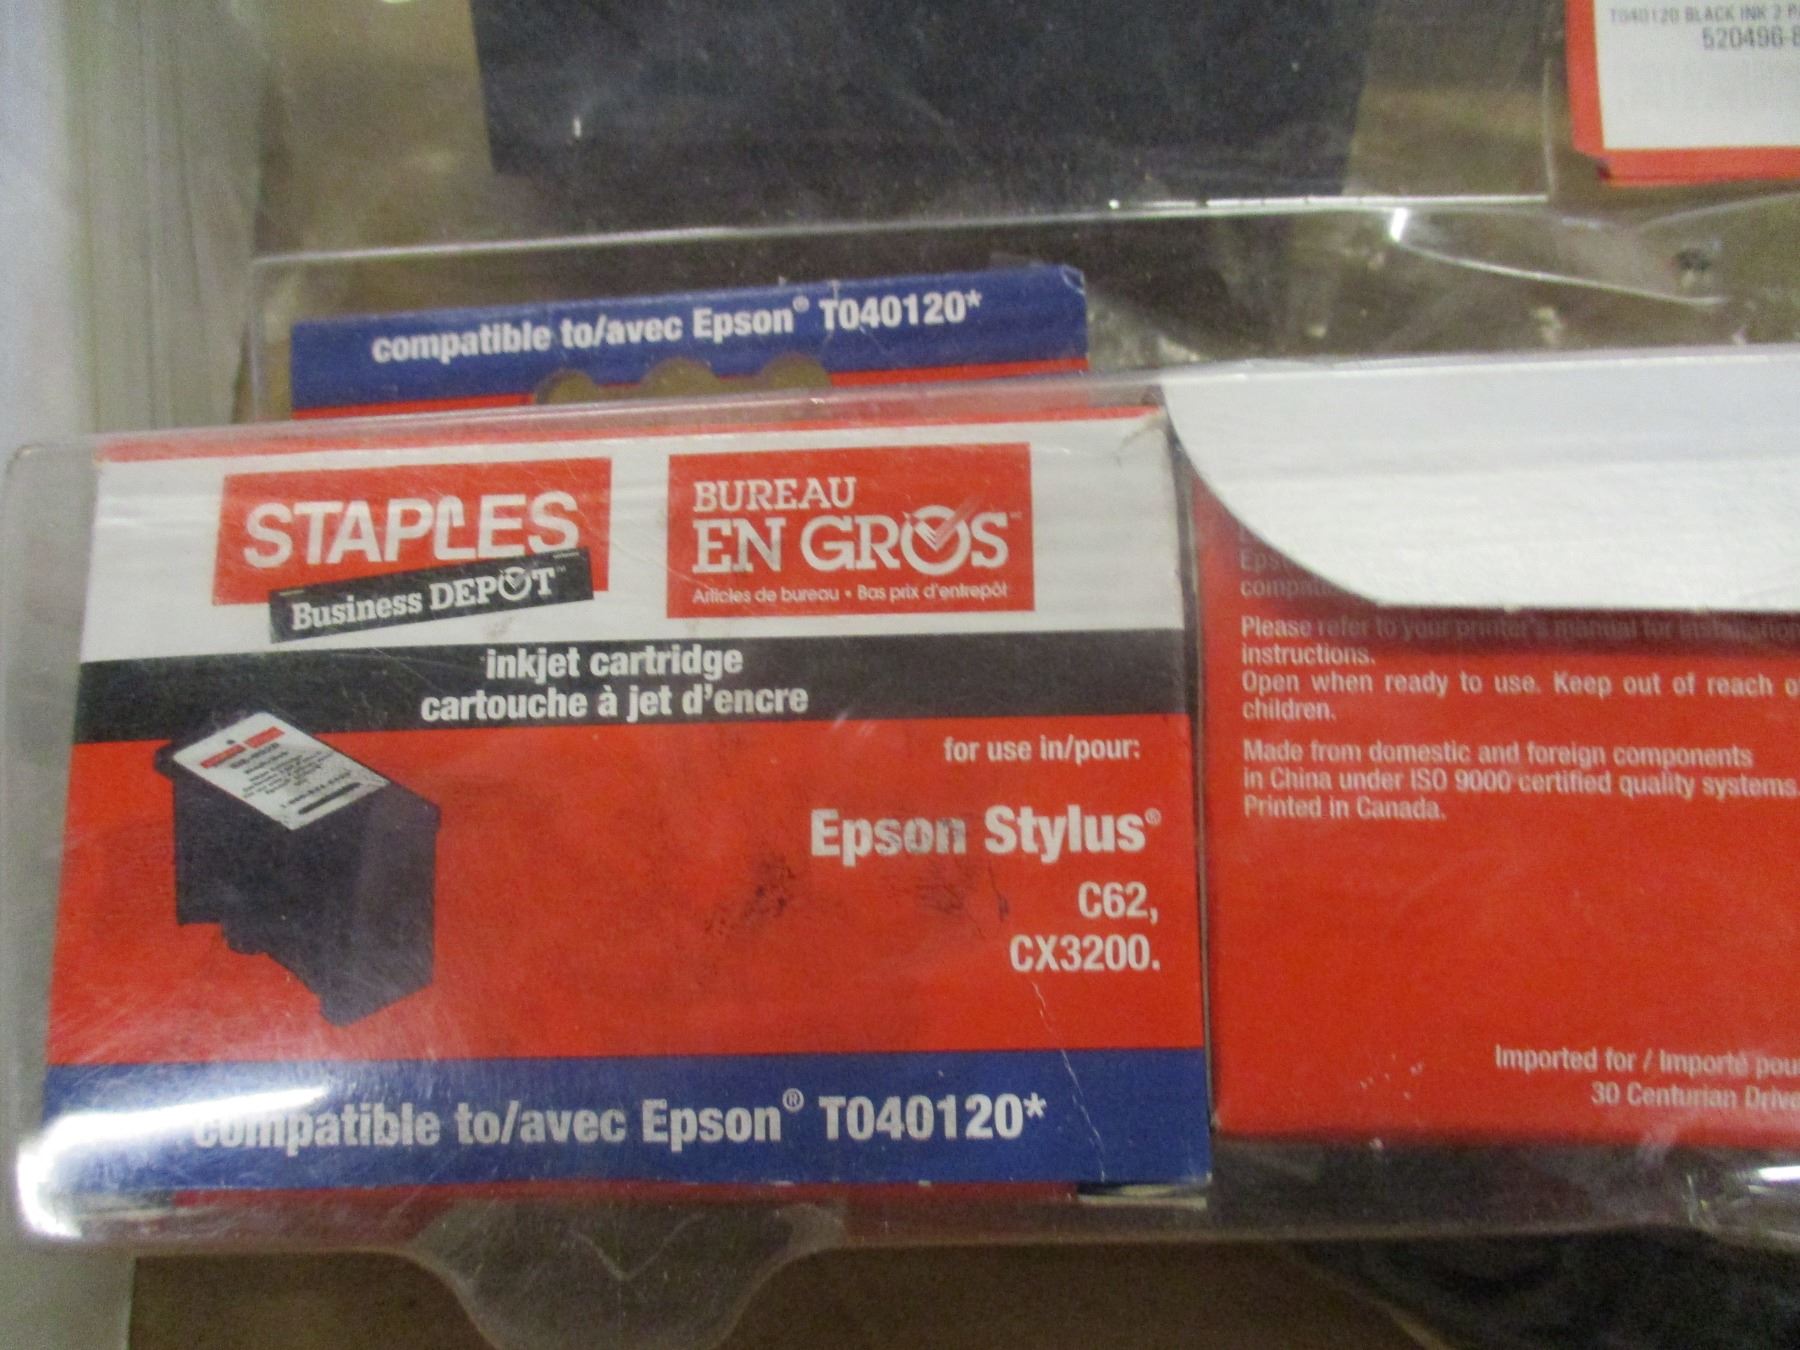 T040120 BLACK INK 2
520496-
compatible to/avec Epson® T040120*
STAPLES
Business DEPOT™
BUREAU
EN GROS™
Articles de bureau • Bas prix d'entrepôt
inkjet cartridge
cartouche à jet d'encre
for use in/pour:
Epson Stylus®
C62,
CX3200.
compatible to/avec Epson® T040120*
Please refer to your printer's manual for installation
instructions.
Open when ready to use. Keep out of reach
children.
Made from domestic and foreign components
in China under ISO 9000 certified quality systems.
Printed in Canada.
Imported for / Importé
30 Centurian Drive